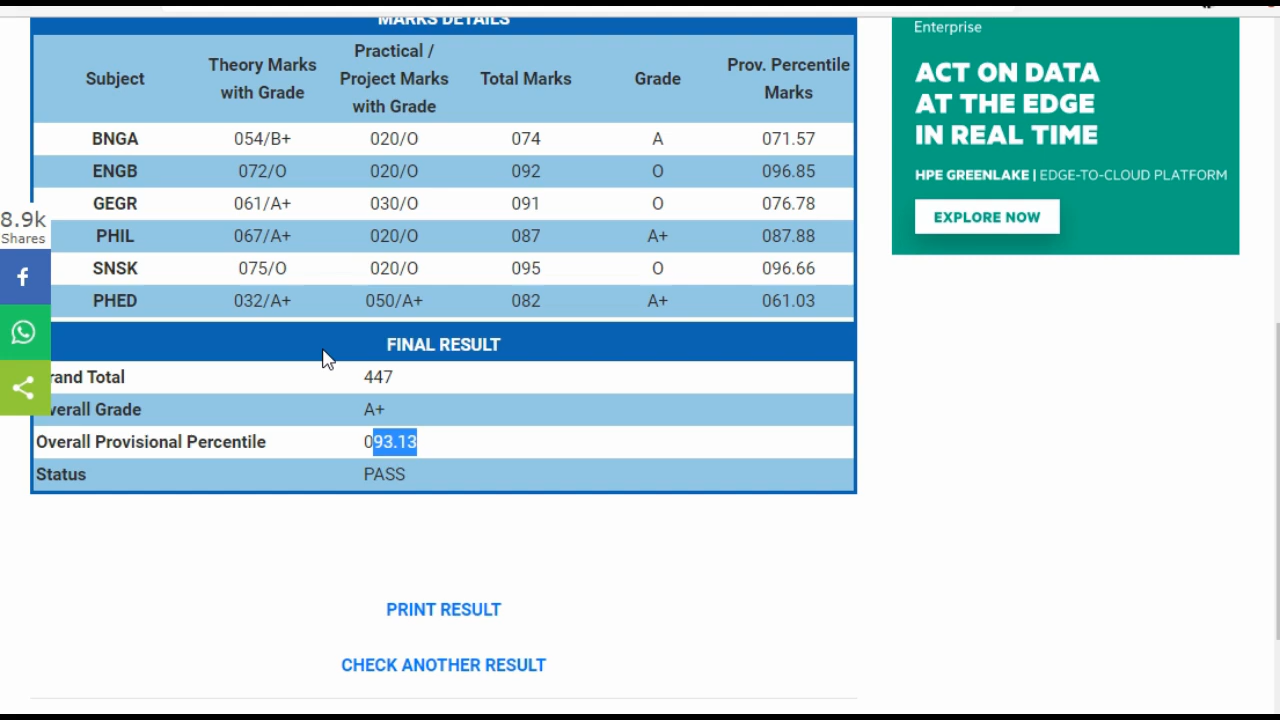 MARKS DETAILS
Subject Theory Marks with Grade Practical / Project Marks with Grade Total Marks Grade Prov. Percentile Marks
BNGA 054/B+ 020/O 074 A 071.57
ENGB 072/O 020/O 092 O 096.85
GEGR 061/A+ 030/O 091 O 076.78
PHIL 067/A+ 020/O 087 A+ 087.88
SNSK 075/O 020/O 095 O 096.66
PHED 032/A+ 050/A+ 082 A+ 061.03
FINAL RESULT
rand Total 447
verall Grade A+
Overall Provisional Percentile 093.13
Status PASS
PRINT RESULT
CHECK ANOTHER RESULT
8.9k
Shares
Enterprise
ACT ON DATA
AT THE EDGE
IN REAL TIME
HPE GREENLAKE | EDGE-TO-CLOUD PLATFORM
EXPLORE NOW